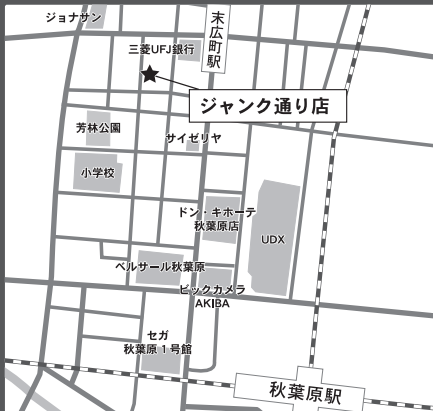 ジョナサン
末広町駅
三菱UFJ銀行
ジャンク通り店
芳林公園
サイゼリヤ
小学校
ドン・キホーテ
秋葉原店
UDX
ベルサール秋葉原
ビックカメラ
AKIBA
セガ
秋葉原1号館
秋葉原駅